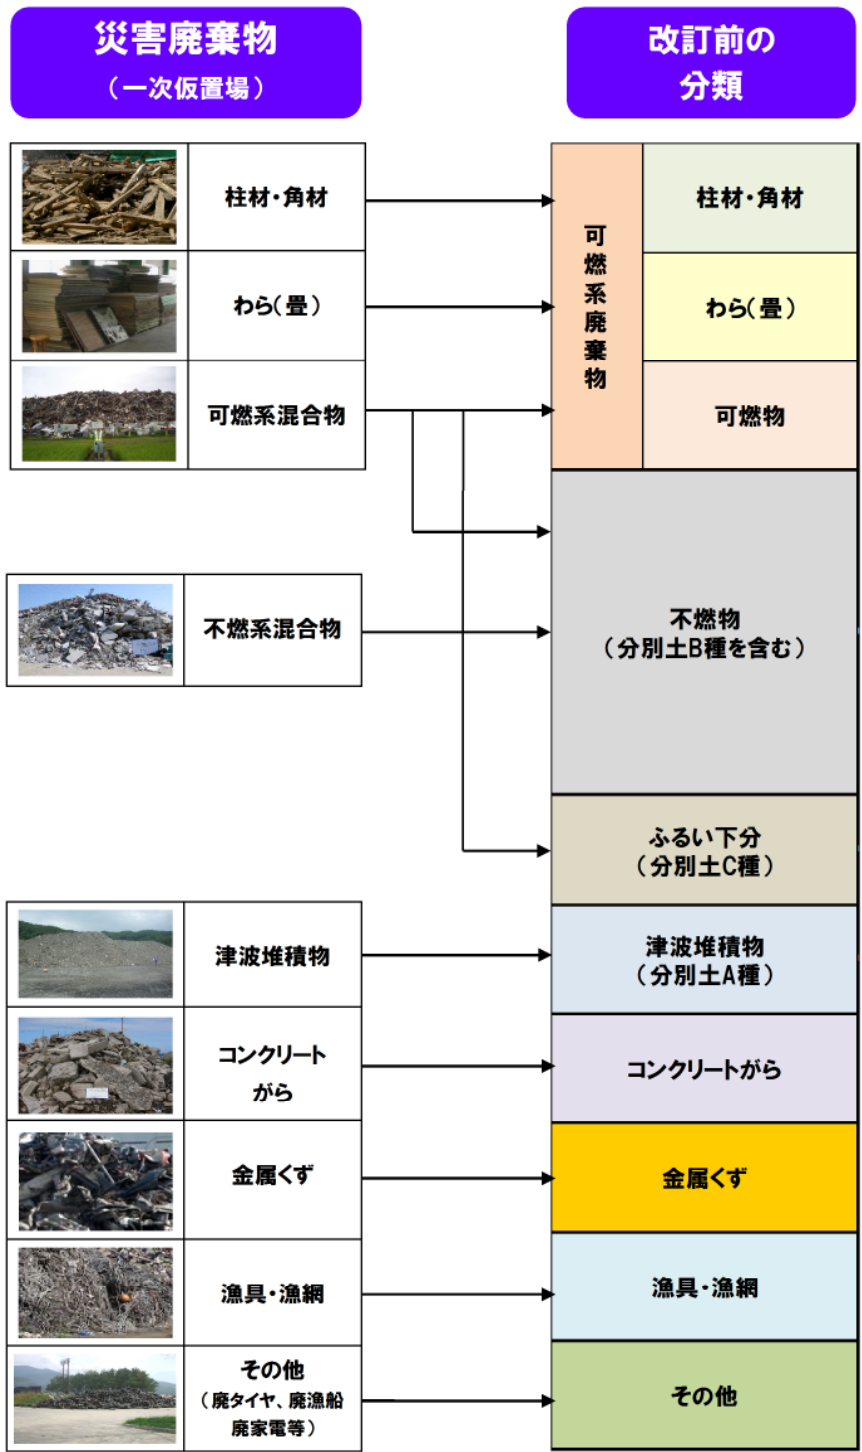 災害廃棄物
（一次仮置場）
改訂前の
分類
柱材・角材
わら（畳）
可燃系混合物
不燃系混合物
津波堆積物
コンクリート
がら
金属くず
漁具・漁網
その他
（廃タイヤ、廃漁船
廃家電等）
可燃系廃棄物
柱材・角材
わら（畳）
可燃物
不燃物
（分別土B種を含む）
ふるい下分
（分別土C種）
津波堆積物
（分別土A種）
コンクリートがら
金属くず
漁具・漁網
その他